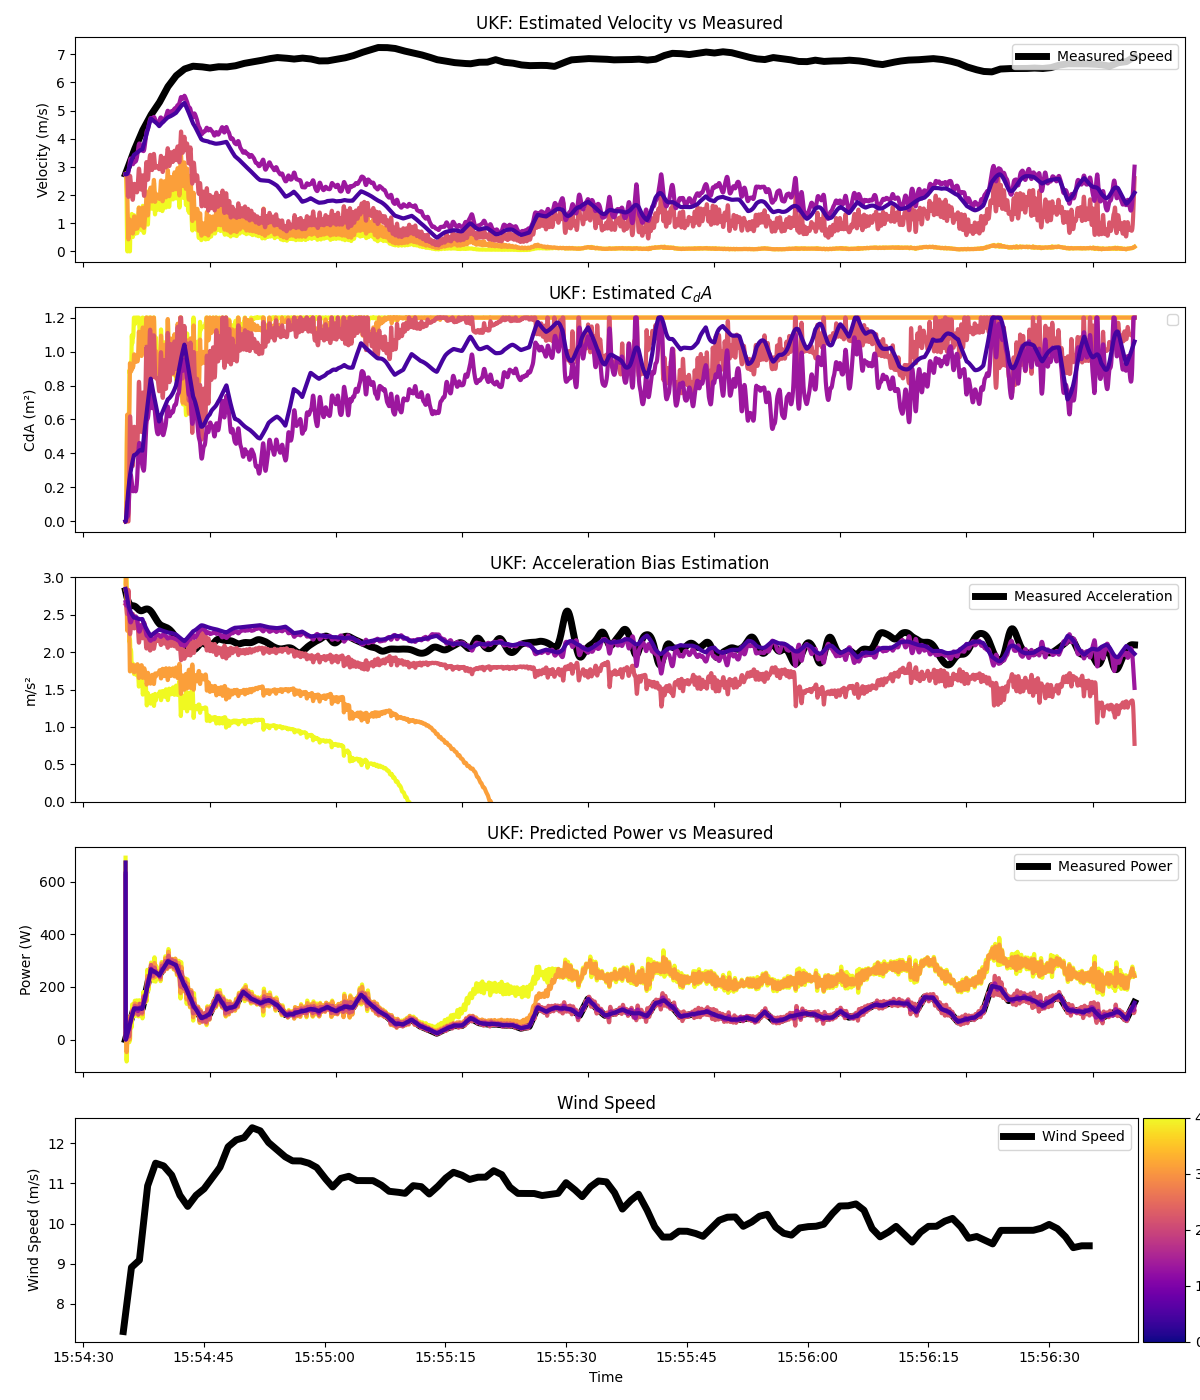 UKF: Estimated Velocity vs Measured
Velocity (m/s)
7
6
5
4
3
2
1
0
Measured Speed
UKF: Estimated $C_dA$
CdA (m²)
1.2
1.0
0.8
0.6
0.4
0.2
0.0
UKF: Acceleration Bias Estimation
m/s²
3.0
2.5
2.0
1.5
1.0
0.5
0.0
Measured Acceleration
UKF: Predicted Power vs Measured
Power (W)
600
400
200
0
Measured Power
Wind Speed
Wind Speed (m/s)
12
11
10
9
8
Wind Speed
4
3
2
1
0
15:54:30 15:54:45 15:55:00 15:55:15 15:55:30 15:55:45 15:56:00 15:56:15 15:56:30
Time